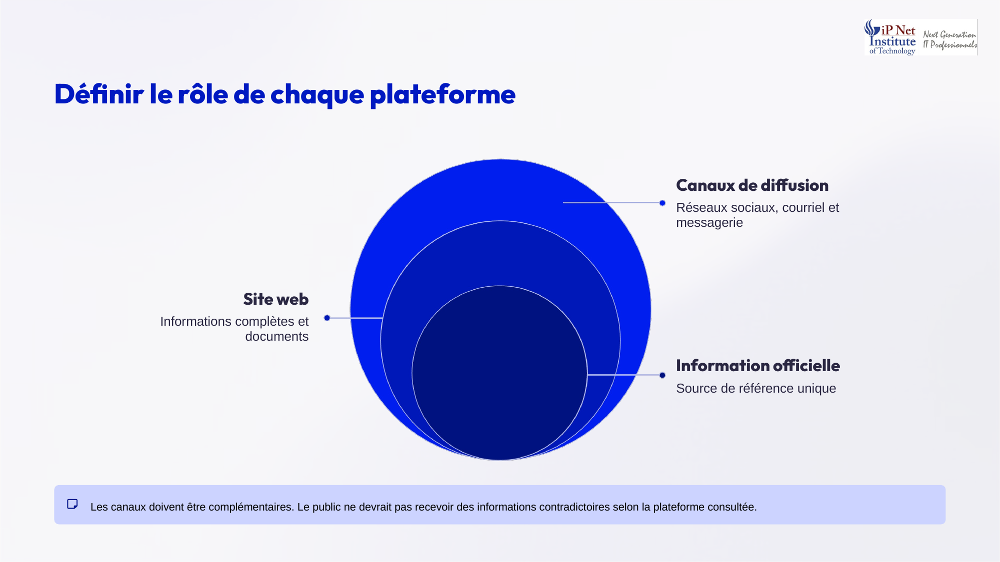 iP Net
Institute
of Technology
Next Generation
IT Professionnels
Définir le rôle de chaque plateforme
Canaux de diffusion
Réseaux sociaux, courriel et
messagerie
Site web
Informations complètes et
documents
Information officielle
Source de référence unique
Les canaux doivent être complémentaires. Le public ne devrait pas recevoir des informations contradictoires selon la plateforme consultée.